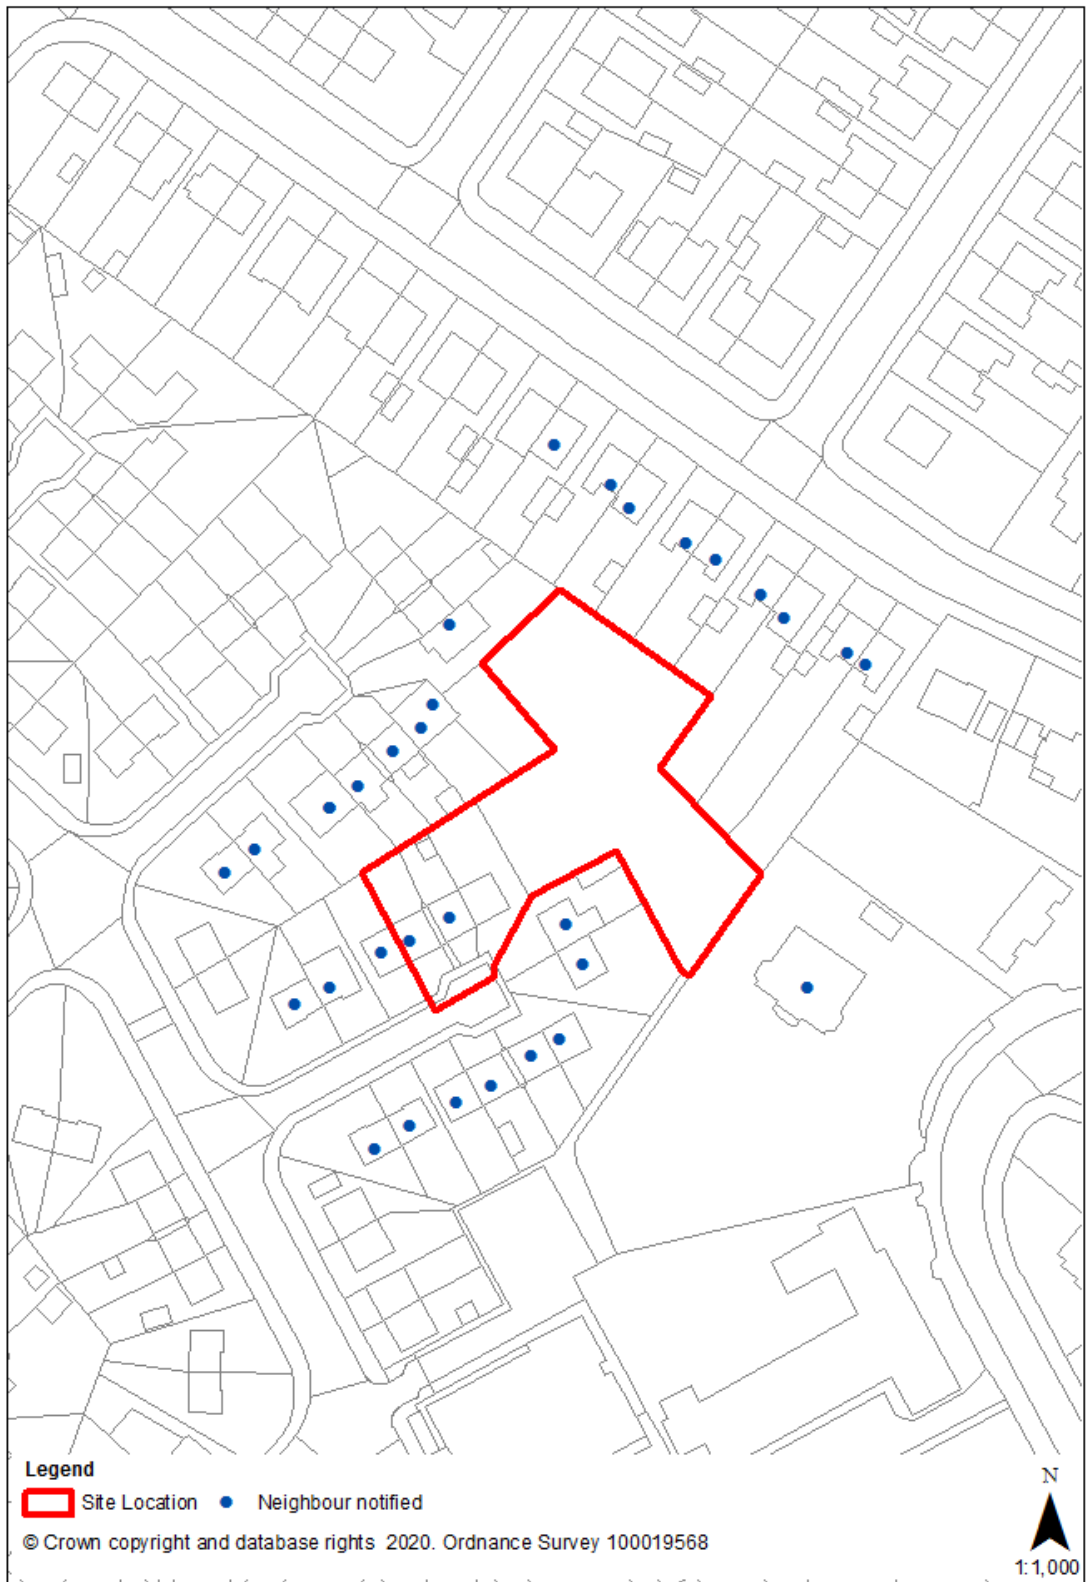 Legend
Site Location Neighbour notified
© Crown copyright and database rights 2020. Ordnance Survey 100019568
N
1:1,000